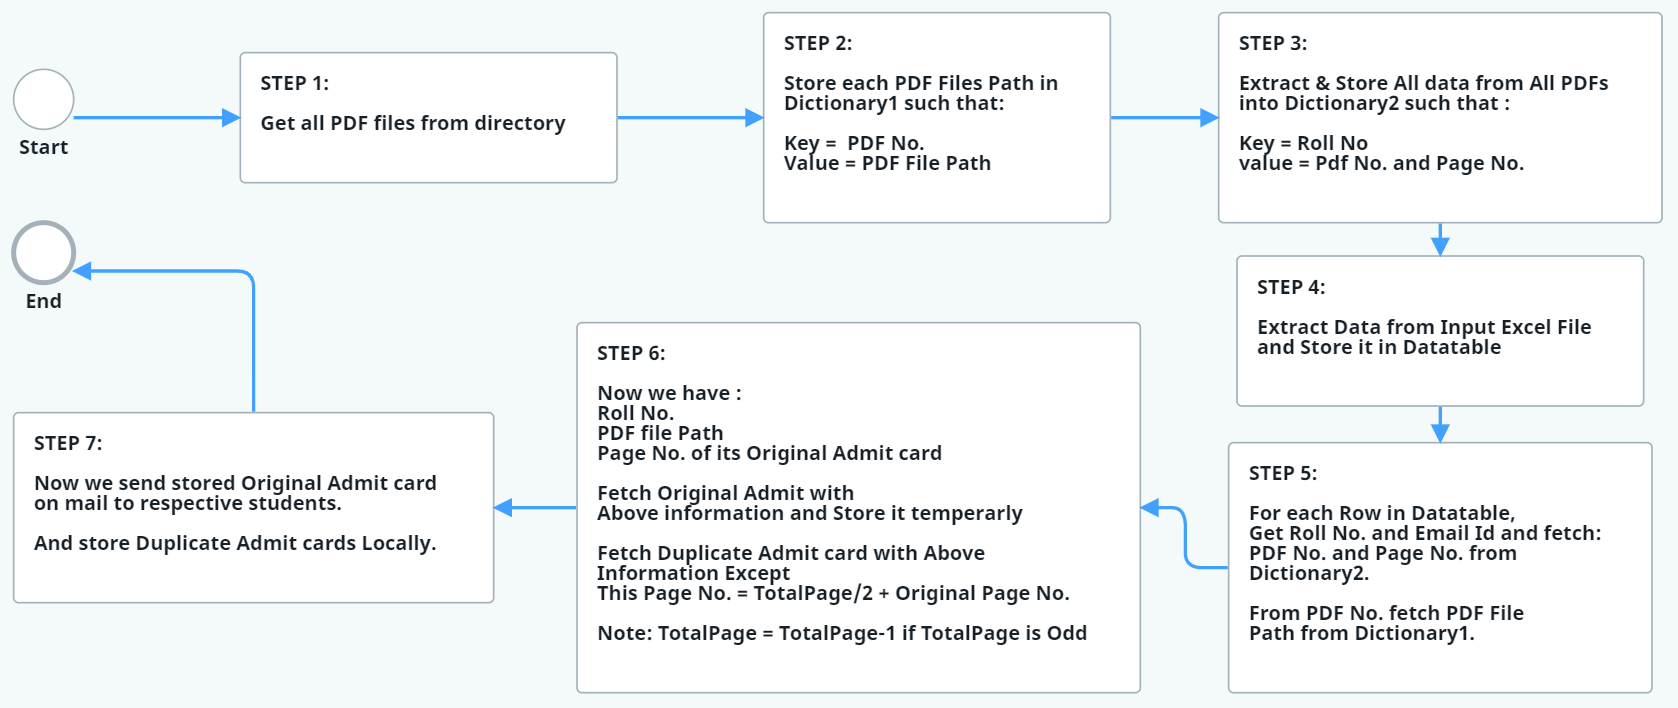 Start
STEP 1:
Get all PDF files from directory
STEP 2:
Store each PDF Files Path in
Dictionary1 such that:
Key =  PDF No.
Value = PDF File Path
STEP 3:
Extract & Store All data from All PDFs
into Dictionary2 such that :
Key = Roll No
value = Pdf No. and Page No.
STEP 4:
Extract Data from Input Excel File
and Store it in Datatable
STEP 5:
For each Row in Datatable,
Get Roll No. and Email Id and fetch:
PDF No. and Page No. from
Dictionary2.
From PDF No. fetch PDF File
Path from Dictionary1.
STEP 6:
Now we have :
Roll No.
PDF file Path
Page No. of its Original Admit card
Fetch Original Admit with
Above information and Store it temperarly
Fetch Duplicate Admit card with Above
Information Except
This Page No. = TotalPage/2 + Original Page No.
Note: TotalPage = TotalPage-1 if TotalPage is Odd
STEP 7:
Now we send stored Original Admit card
on mail to respective students.
And store Duplicate Admit cards Locally.
End